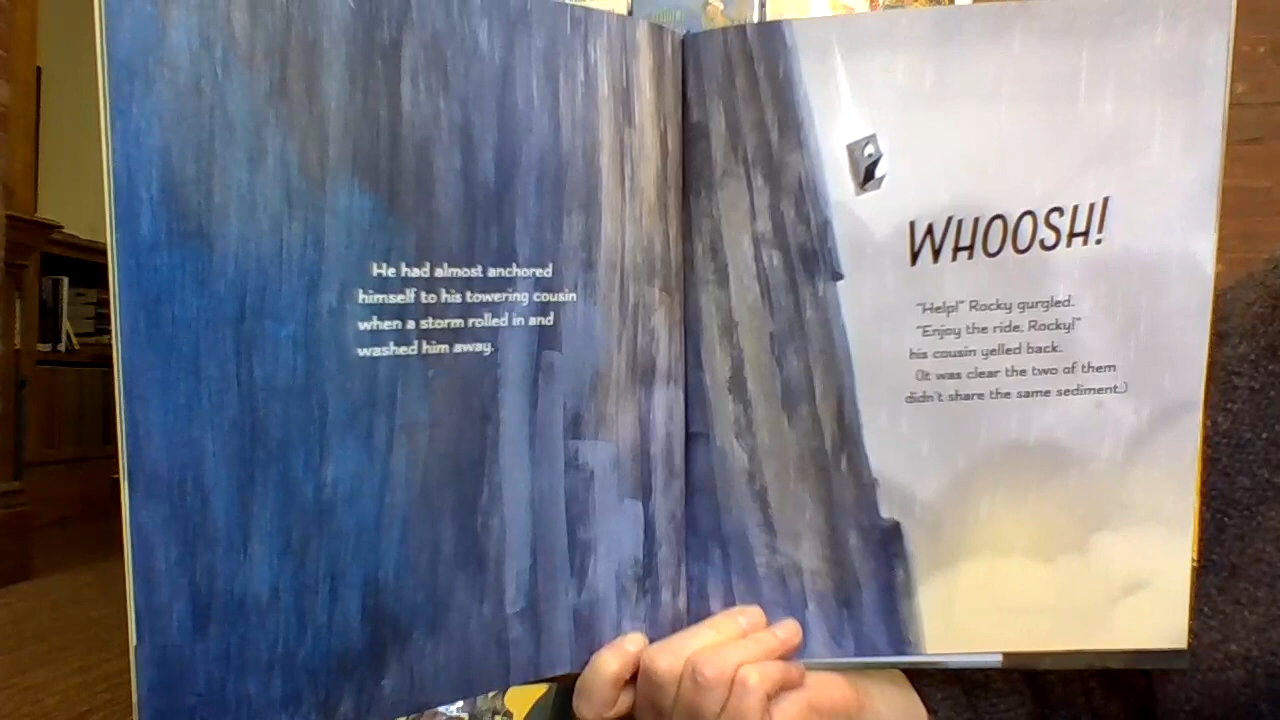 He had almost anchored
himself to his towering cousin
when a storm rolled in and
washed him away.
WHOOSH!
"Help!" Rocky gurgled.
"Enjoy the ride, Rocky!"
his cousin yelled back.
(It was clear the two of them
didn't share the same sediment.)